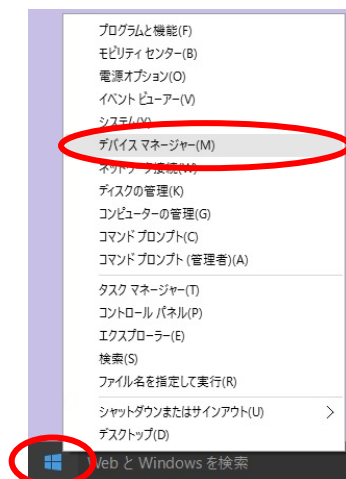 プログラムと機能(F)
モビリティ センター(B)
電源オプション(O)
イベント ビューアー(V)
システム(Y)
デバイス マネージャー(M)
ネットワーク接続(W)
ディスクの管理(K)
コンピューターの管理(G)
コマンド プロンプト(C)
コマンド プロンプト (管理者)(A)
タスク マネージャー(T)
コントロール パネル(P)
エクスプローラー(E)
検索(S)
ファイル名を指定して実行(R)
シャットダウンまたはサインアウト(U)
デスクトップ(D)
Web と Windows を検索